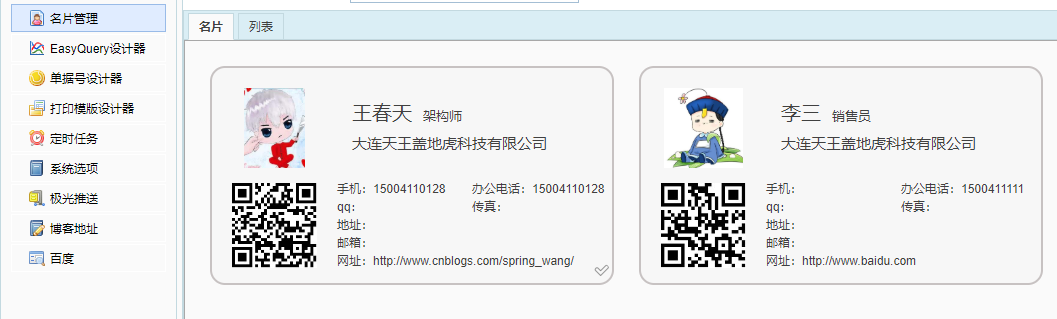 名片管理
EasyQuery设计器
单据号设计器
打印模版设计器
定时任务
系统选项
极光推送
博客地址
百度
名片 列表
王春天 架构师
大连天王盖地虎科技有限公司
手机：15004110128 办公电话：15004110128
qq： 传真：
地址：
邮箱：
网址：http://www.cnblogs.com/spring_wang/
李三 销售员
大连天王盖地虎科技有限公司
手机： 办公电话：1500411111
qq： 传真：
地址：
邮箱：
网址：http://www.baidu.com